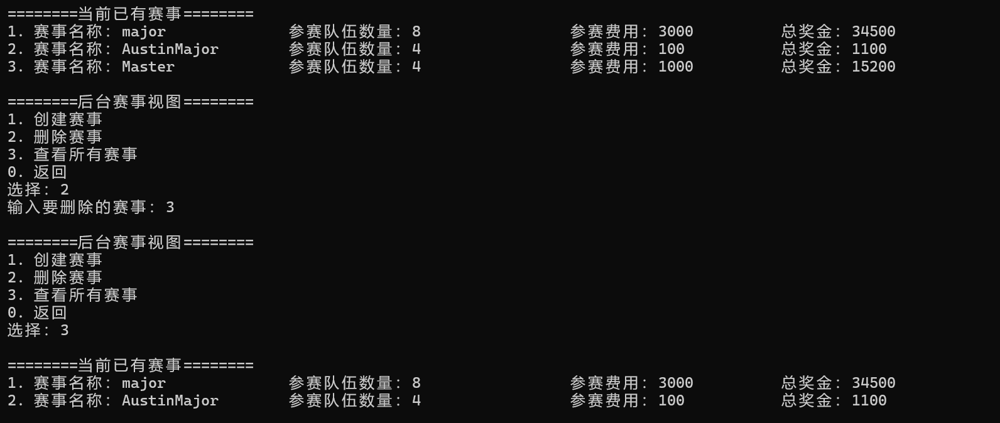 ========当前已有赛事========
1. 赛事名称: major 参赛队伍数量: 8 参赛费用: 3000 总奖金: 34500
2. 赛事名称: AustinMajor 参赛队伍数量: 4 参赛费用: 100 总奖金: 1100
3. 赛事名称: Master 参赛队伍数量: 4 参赛费用: 1000 总奖金: 15200
========后台赛事视图========
1. 创建赛事
2. 删除赛事
3. 查看所有赛事
0. 返回
选择: 2
输入要删除的赛事: 3
========后台赛事视图========
1. 创建赛事
2. 删除赛事
3. 查看所有赛事
0. 返回
选择: 3
========当前已有赛事========
1. 赛事名称: major 参赛队伍数量: 8 参赛费用: 3000 总奖金: 34500
2. 赛事名称: AustinMajor 参赛队伍数量: 4 参赛费用: 100 总奖金: 1100